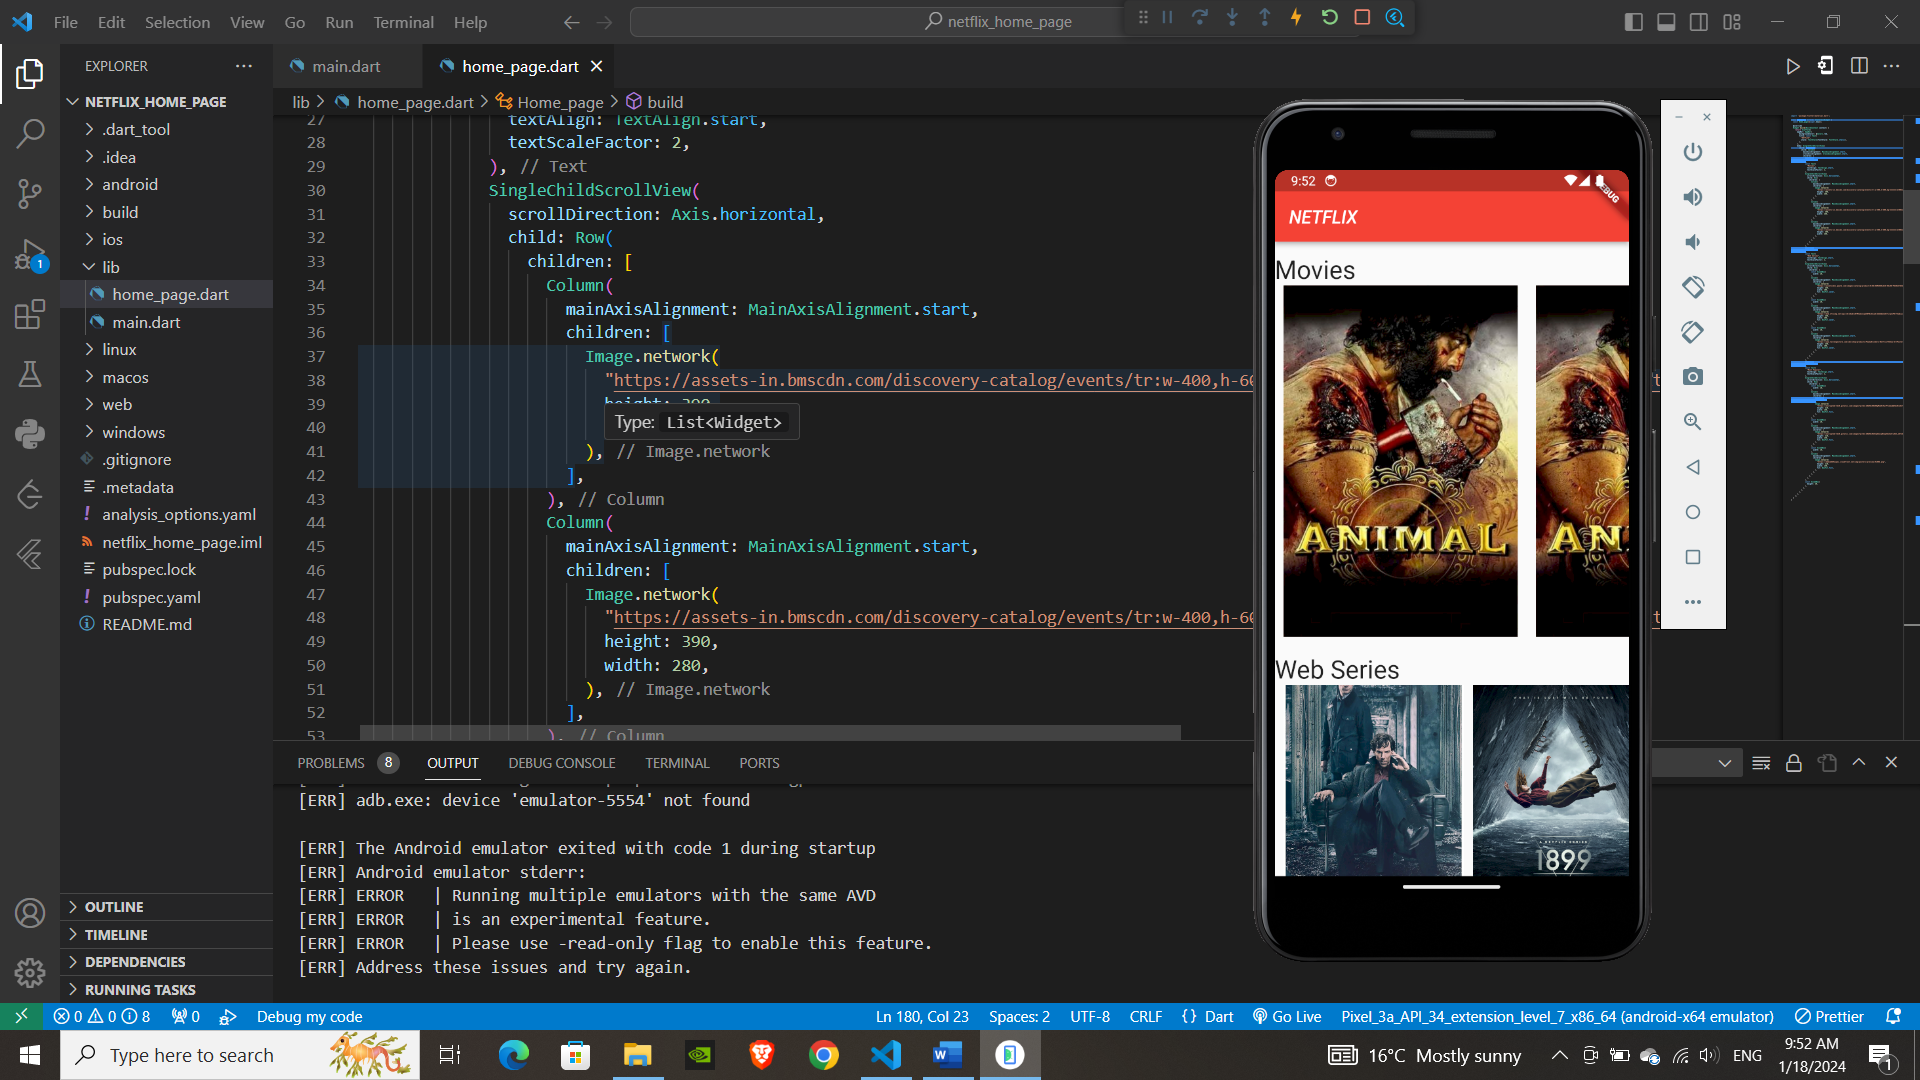 File Edit Selection View Go Run Terminal Help
netflix_home_page
EXPLORER
NETFLIX_HOME_PAGE
.dart_tool
.idea
android
build
ios
lib
home_page.dart
main.dart
linux
macos
web
windows
.gitignore
.metadata
analysis_options.yaml
netflix_home_page.iml
pubspec.lock
pubspec.yaml
README.md
OUTLINE
TIMELINE
DEPENDENCIES
RUNNING TASKS
1
main.dart home_page.dart
lib > home_page.dart > Home_page > build
27 textAlign: TextAlign.start,
28 textScaleFactor: 2,
29 ), // Text
30 SingleChildScrollView(
31 scrollDirection: Axis.horizontal,
32 child: Row(
33 children: [
34 Column(
35 mainAxisAlignment: MainAxisAlignment.start,
36 children: [
37 Image.network(
38 "https://assets-in.bmscdn.com/discovery-catalog/events/tr:w-400,h-60
39 height: 390,
Type: List<Widget>
40
41 ), // Image.network
42 ],
43 ), // Column
44 Column(
45 mainAxisAlignment: MainAxisAlignment.start,
46 children: [
47 Image.network(
48 "https://assets-in.bmscdn.com/discovery-catalog/events/tr:w-400,h-60
49 height: 390,
50 width: 280,
51 ), // Image.network
52 ],
53 ), // Column
9:52
DEBUG
NETFLIX
Movies
ANIMAL
Web Series
1899
PROBLEMS 8 OUTPUT DEBUG CONSOLE TERMINAL PORTS
[ERR] adb.exe: device 'emulator-5554' not found
[ERR] The Android emulator exited with code 1 during startup
[ERR] Android emulator stderr:
[ERR] ERROR | Running multiple emulators with the same AVD
[ERR] ERROR | is an experimental feature.
[ERR] ERROR | Please use -read-only flag to enable this feature.
[ERR] Address these issues and try again.
0 0 8 0 Debug my code Ln 180, Col 23 Spaces: 2 UTF-8 CRLF {} Dart Go Live Pixel_3a_API_34_extension_level_7_x86_64 (android-x64 emulator) Prettier
Type here to search
16°C Mostly sunny
ENG
9:52 AM
1/18/2024
1